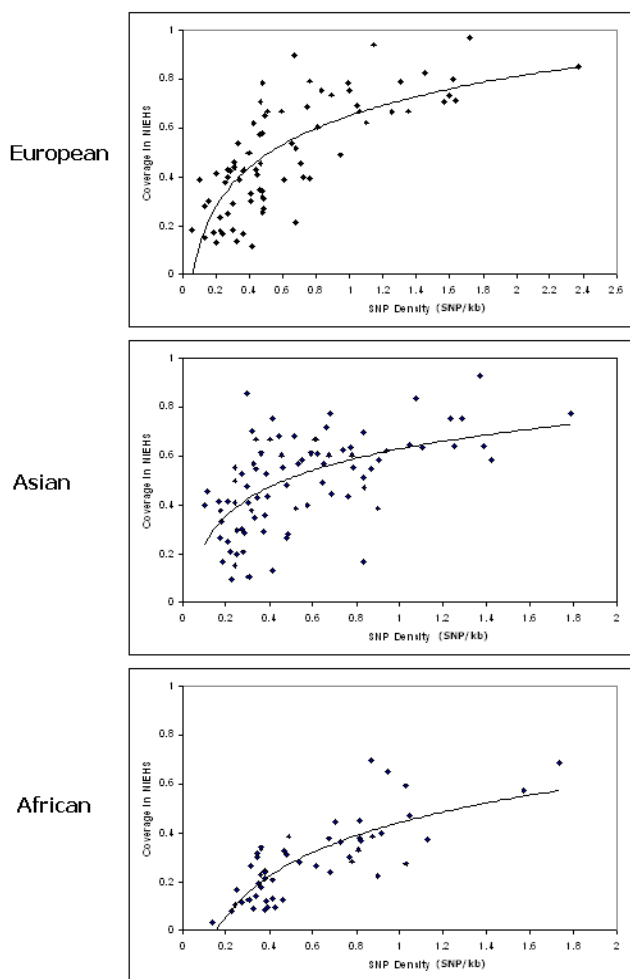 European
Coverage in NIEHS
1
0.8
0.6
0.4
0.2
0
0 0.2 0.4 0.6 0.8 1 1.2 1.4 1.6 1.8 2 2.2 2.4 2.6
SNP Density (SNP/kb)
Asian
Coverage in NIEHS
1
0.8
0.6
0.4
0.2
0
0 0.2 0.4 0.6 0.8 1 1.2 1.4 1.6 1.8 2
SNP Density (SNP/kb)
African
Coverage in NIEHS
1
0.8
0.6
0.4
0.2
0
0 0.2 0.4 0.6 0.8 1 1.2 1.4 1.6 1.8 2
SNP Density (SNP/kb)